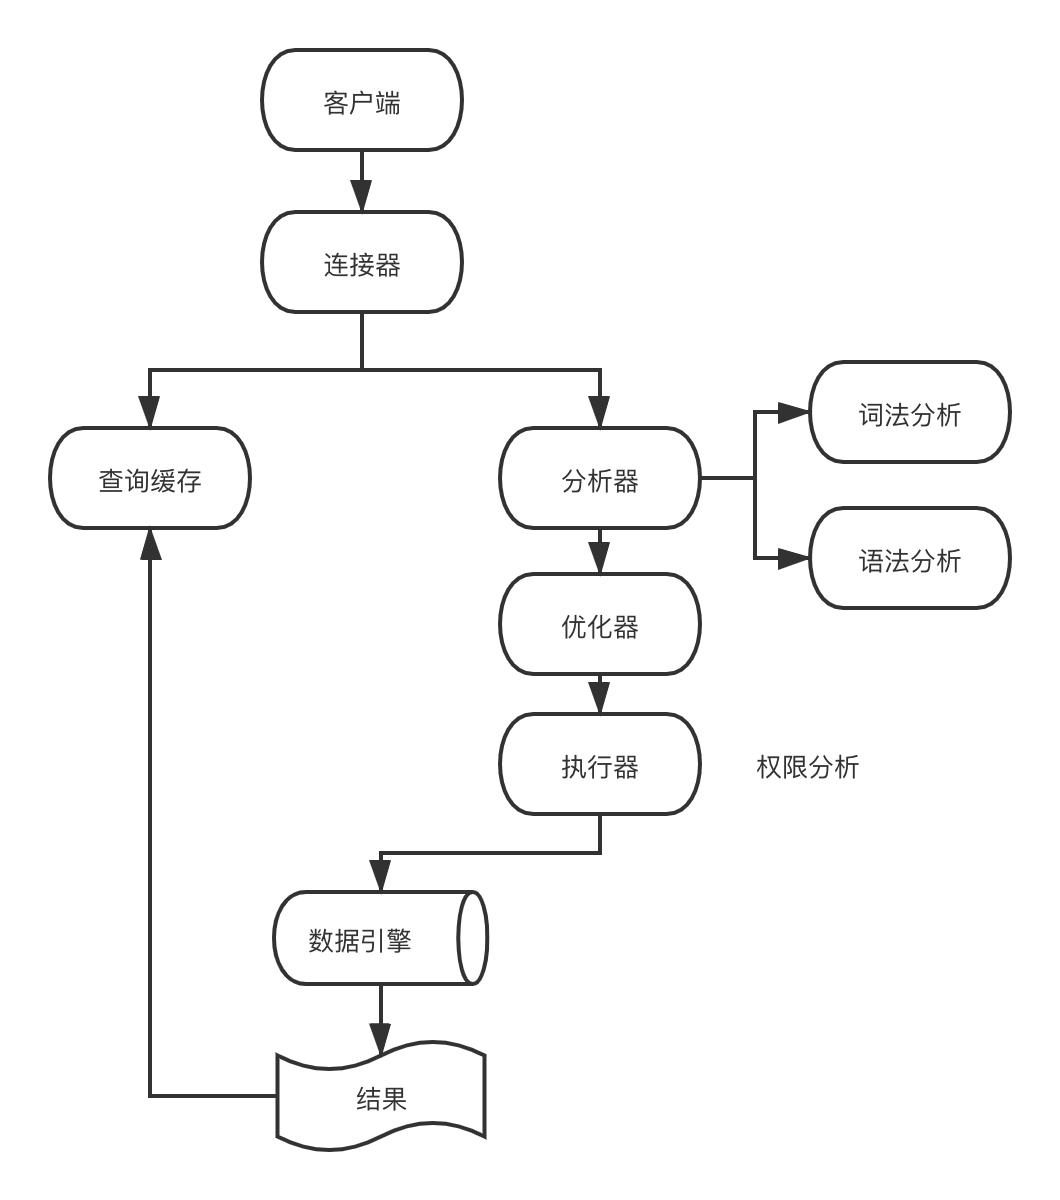 客户端
连接器
词法分析
查询缓存
分析器
语法分析
优化器
执行器
权限分析
数据引擎
结果